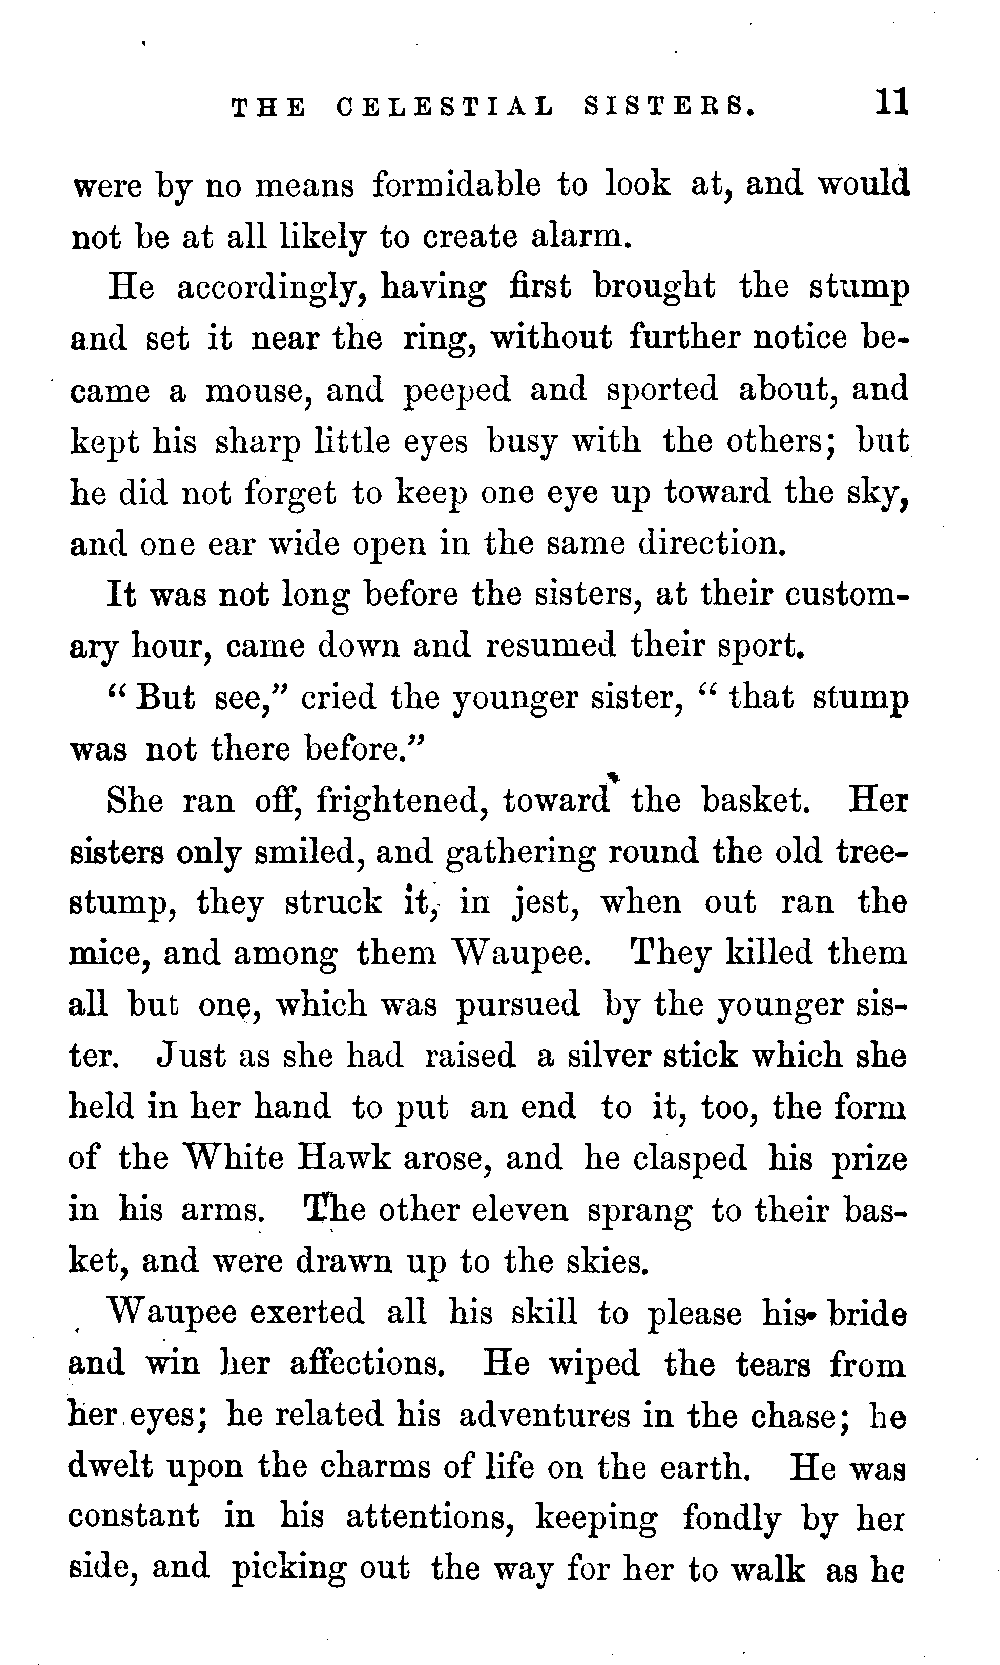 THE CELESTIAL SISTERS. 11
were by no means formidable to look at, and would
not be at all likely to create alarm.
He accordingly, having first brought the stump
and set it near the ring, without further notice be-
came a mouse, and peeped and sported about, and
kept his sharp little eyes busy with the others; but
he did not forget to keep one eye up toward the sky,
and one ear wide open in the same direction.
It was not long before the sisters, at their custom-
ary hour, came down and resumed their sport.
“ But see,” cried the younger sister, “ that stump
was not there before.”
She ran off, frightened, toward the basket. Her
sisters only smiled, and gathering round the old tree-
stump, they struck it, in jest, when out ran the
mice, and among them Waupee. They killed them
all but one, which was pursued by the younger sis-
ter. Just as she had raised a silver stick which she
held in her hand to put an end to it, too, the form
of the White Hawk arose, and he clasped his prize
in his arms. The other eleven sprang to their bas-
ket, and were drawn up to the skies.
Waupee exerted all his skill to please his bride
and win her affections. He wiped the tears from
her eyes; he related his adventures in the chase; he
dwelt upon the charms of life on the earth. He was
constant in his attentions, keeping fondly by her
side, and picking out the way for her to walk as he